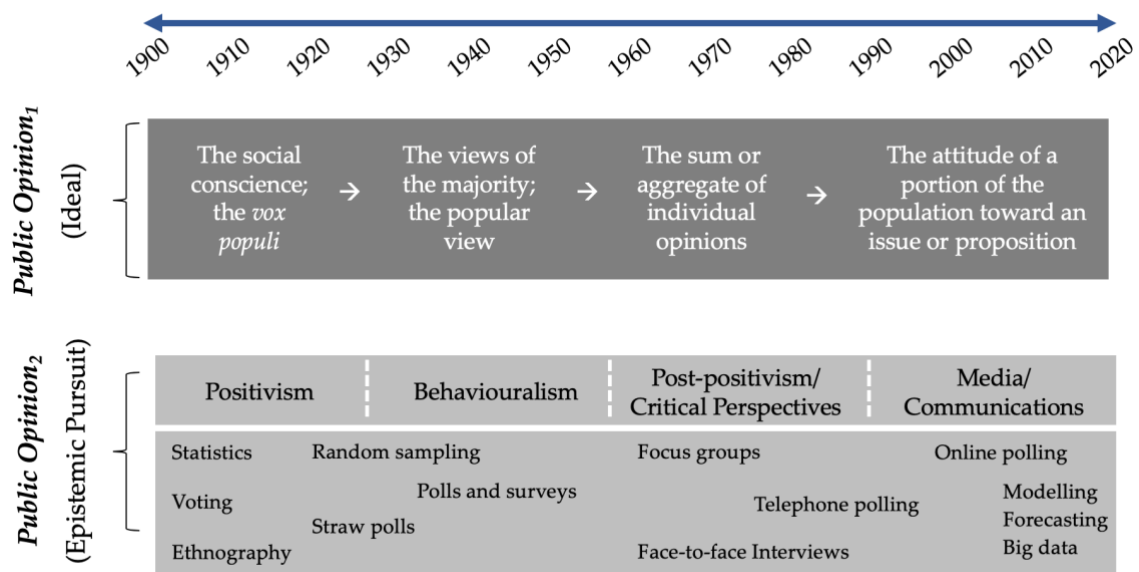 1900 1910 1920 1930 1940 1950 1960 1970 1980 1990 2000 2010 2020
Public Opinion₁
(Ideal)
The social
conscience;
the vox
populi
→
The views of
the majority;
the popular
view
→
The sum or
aggregate of
individual
opinions
→
The attitude of a
portion of the
population toward an
issue or proposition
Public Opinion₂
(Epistemic Pursuit)
Positivism
Behaviouralism
Post-positivism/
Critical Perspectives
Media/
Communications
Statistics
Random sampling
Focus groups
Online polling
Voting
Polls and surveys
Telephone polling
Modelling
Forecasting
Big data
Straw polls
Ethnography
Face-to-face Interviews